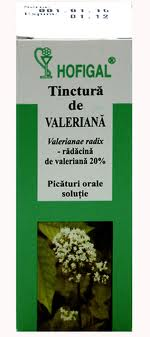 HOFIGAL®
Tinctură
de
VALERIANĂ
Valerianae radix
- rădăcină
de valeriană 20%
Picături orale
soluție